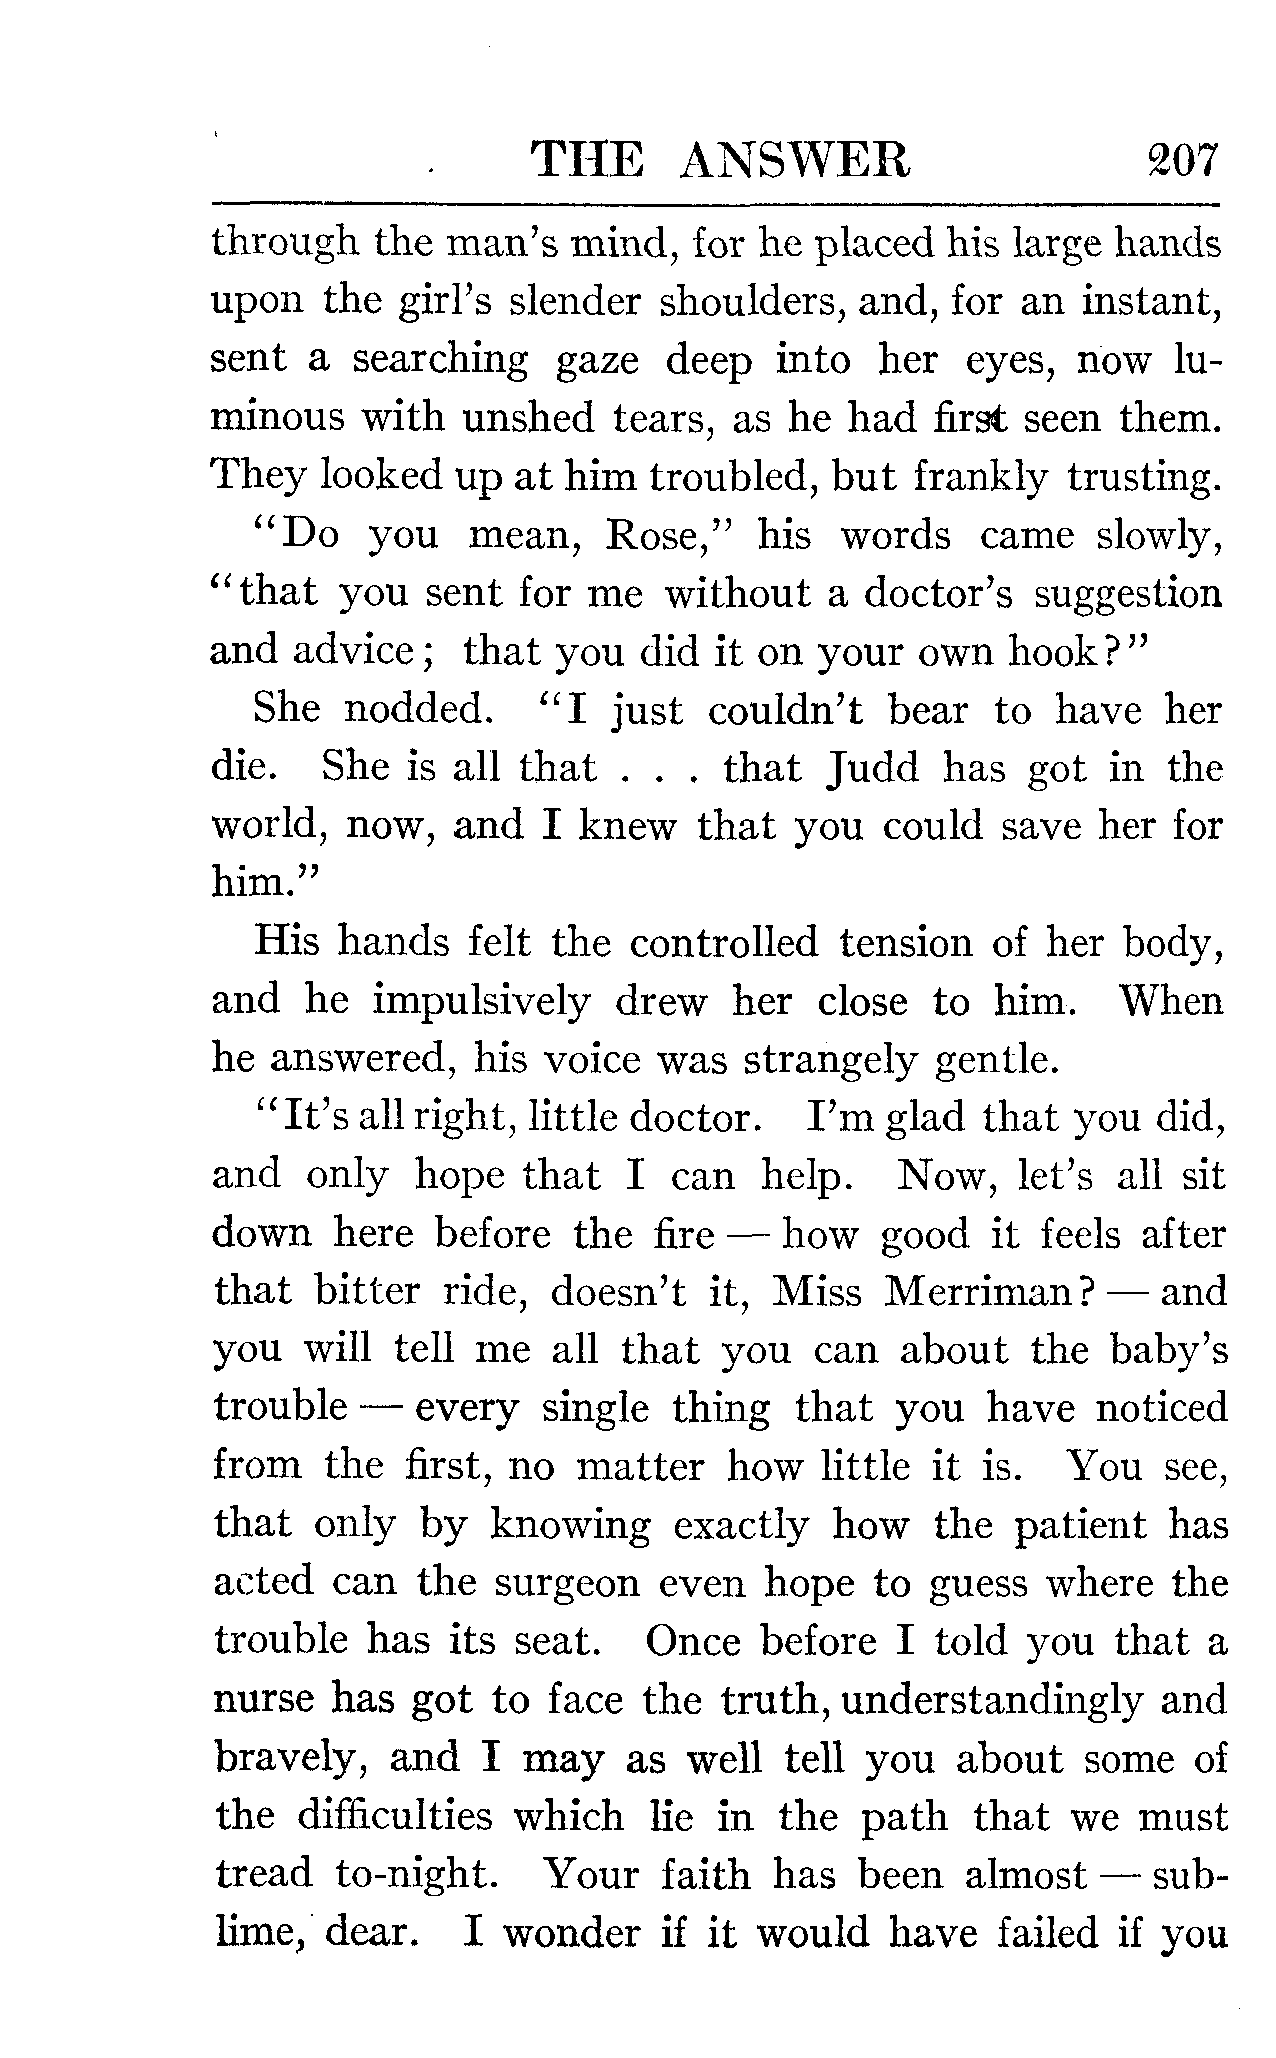 THE ANSWER 207
through the man's mind, for he placed his large hands
upon the girl's slender shoulders, and, for an instant,
sent a searching gaze deep into her eyes, now lu-
minous with unshed tears, as he had first seen them.
They looked up at him troubled, but frankly trusting.
"Do you mean, Rose," his words came slowly,
"that you sent for me without a doctor's suggestion
and advice; that you did it on your own hook?"
She nodded. "I just couldn't bear to have her
die. She is all that . . . that Judd has got in the
world, now, and I knew that you could save her for
him."
His hands felt the controlled tension of her body,
and he impulsively drew her close to him. When
he answered, his voice was strangely gentle.
"It's all right, little doctor. I'm glad that you did,
and only hope that I can help. Now, let's all sit
down here before the fire — how good it feels after
that bitter ride, doesn't it, Miss Merriman? — and
you will tell me all that you can about the baby's
trouble — every single thing that you have noticed
from the first, no matter how little it is. You see,
that only by knowing exactly how the patient has
acted can the surgeon even hope to guess where the
trouble has its seat. Once before I told you that a
nurse has got to face the truth, understandingly and
bravely, and I may as well tell you about some of
the difficulties which lie in the path that we must
tread to-night. Your faith has been almost — sub-
lime, dear. I wonder if it would have failed if you